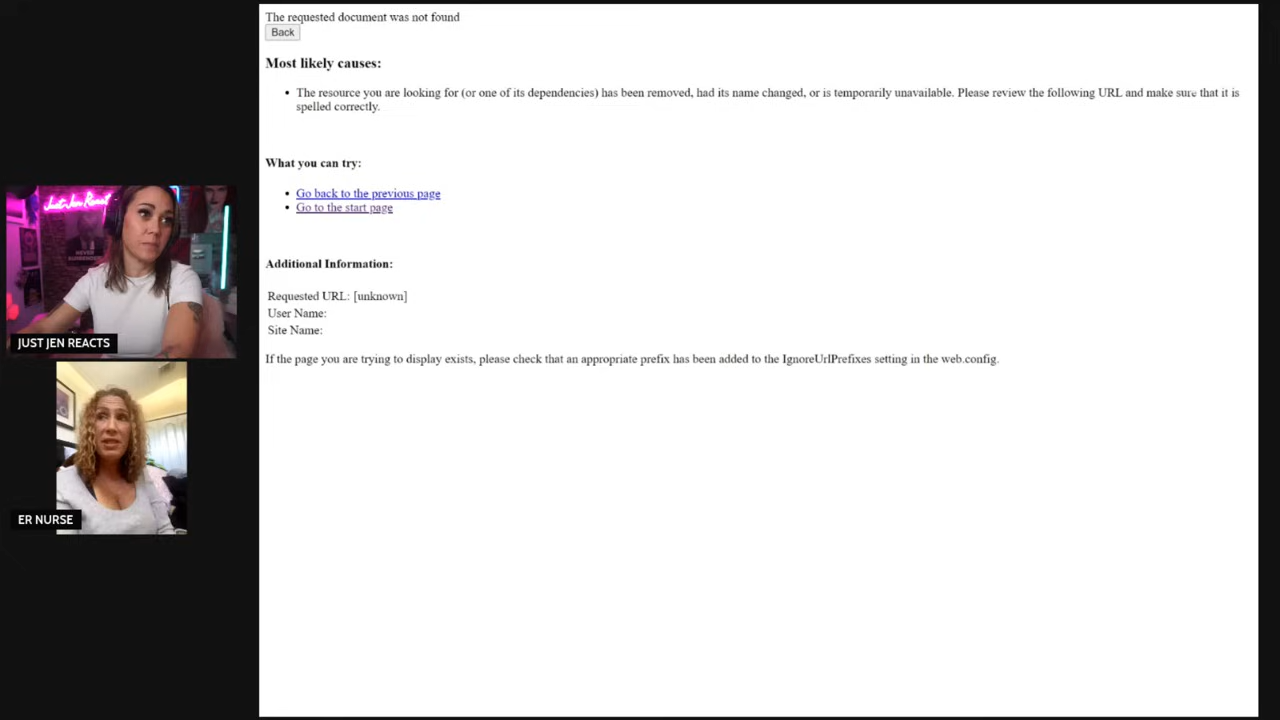 The requested document was not found
Back
Most likely causes:
• The resource you are looking for (or one of its dependencies) has been removed, had its name changed, or is temporarily unavailable. Please review the following URL and make sure that it is
spelled correctly.
What you can try:
• Go back to the previous page
• Go to the start page
Additional Information:
Requested URL: [unknown]
User Name:
Site Name:
If the page you are trying to display exists, please check that an appropriate prefix has been added to the IgnoreUrlPrefixes setting in the web.config.
Just Jen Reacts
NEVER
SURRENDER
JUST JEN REACTS
ER NURSE